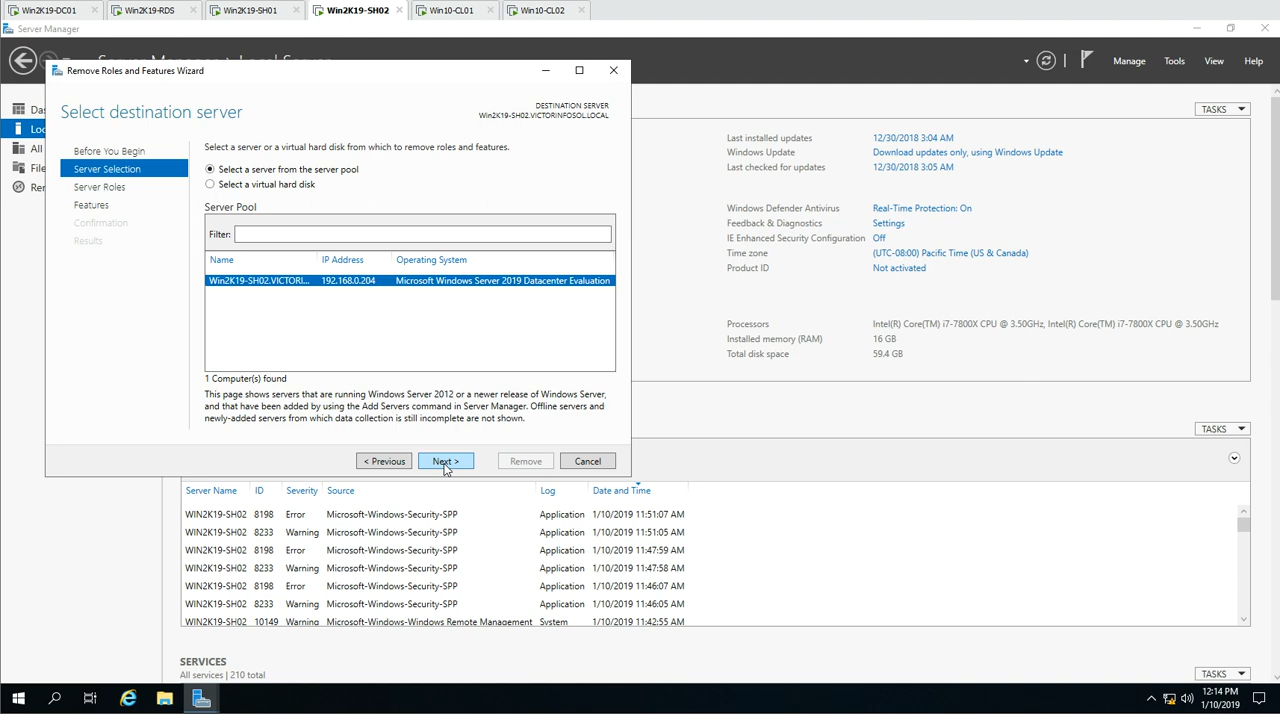 Win2K19-DC01
Win2K19-RDS
Win2K19-SH01
Win2K19-SH02
Win10-CL01
Win10-CL02
Server Manager
Manage
Tools
View
Help
Remove Roles and Features Wizard
Select destination server
DESTINATION SERVER
Win2K19-SH02.VICTORINFOSOL.LOCAL
Before You Begin
Server Selection
Server Roles
Features
Confirmation
Results
Select a server or a virtual hard disk from which to remove roles and features.
Select a server from the server pool
Select a virtual hard disk
Server Pool
Filter:
Name IP Address Operating System
Win2K19-SH02.VICTORI... 192.168.0.204 Microsoft Windows Server 2019 Datacenter Evaluation
1 Computer(s) found
This page shows servers that are running Windows Server 2012 or a newer release of Windows Server,
and that have been added by using the Add Servers command in Server Manager. Offline servers and
newly-added servers from which data collection is still incomplete are not shown.
< Previous
Next >
Remove
Cancel
TASKS
Last installed updates 12/30/2018 3:04 AM
Windows Update Download updates only, using Windows Update
Last checked for updates 12/30/2018 3:05 AM
Windows Defender Antivirus Real-Time Protection: On
Feedback & Diagnostics Settings
IE Enhanced Security Configuration Off
Time zone (UTC-08:00) Pacific Time (US & Canada)
Product ID Not activated
Processors Intel(R) Core(TM) i7-7800X CPU @ 3.50GHz, Intel(R) Core(TM) i7-7800X CPU @ 3.50GHz
Installed memory (RAM) 16 GB
Total disk space 59.4 GB
TASKS
Server Name ID Severity Source Log Date and Time
WIN2K19-SH02 8198 Error Microsoft-Windows-Security-SPP Application 1/10/2019 11:51:07 AM
WIN2K19-SH02 8233 Warning Microsoft-Windows-Security-SPP Application 1/10/2019 11:51:05 AM
WIN2K19-SH02 8198 Error Microsoft-Windows-Security-SPP Application 1/10/2019 11:47:59 AM
WIN2K19-SH02 8233 Warning Microsoft-Windows-Security-SPP Application 1/10/2019 11:47:58 AM
WIN2K19-SH02 8198 Error Microsoft-Windows-Security-SPP Application 1/10/2019 11:46:07 AM
WIN2K19-SH02 8233 Warning Microsoft-Windows-Security-SPP Application 1/10/2019 11:46:05 AM
WIN2K19-SH02 10149 Warning Microsoft-Windows-Windows Remote Management System 1/10/2019 11:42:55 AM
SERVICES
All services | 210 total
TASKS
12:14 PM
1/10/2019